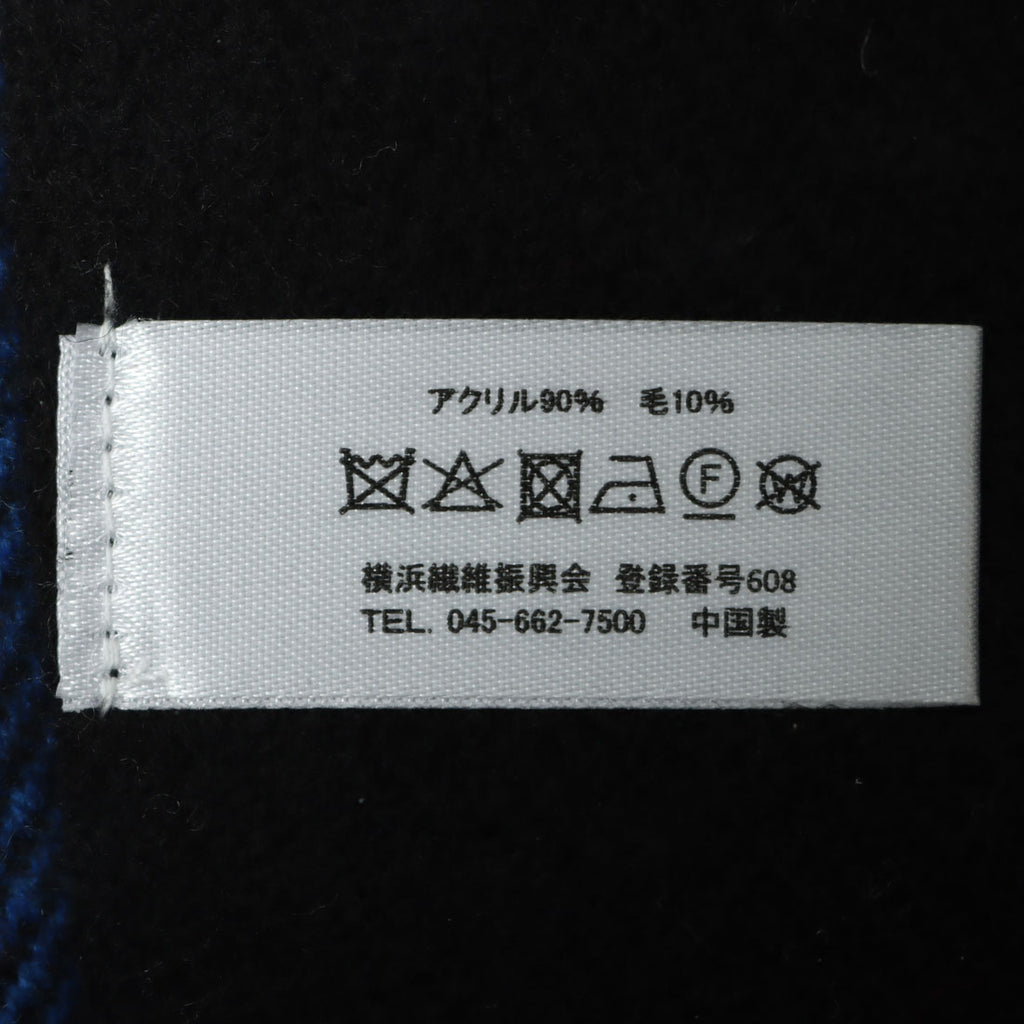 アクリル90% 毛10%
F W
横浜繊維振興会 登録番号608
TEL. 045-662-7500 中国製